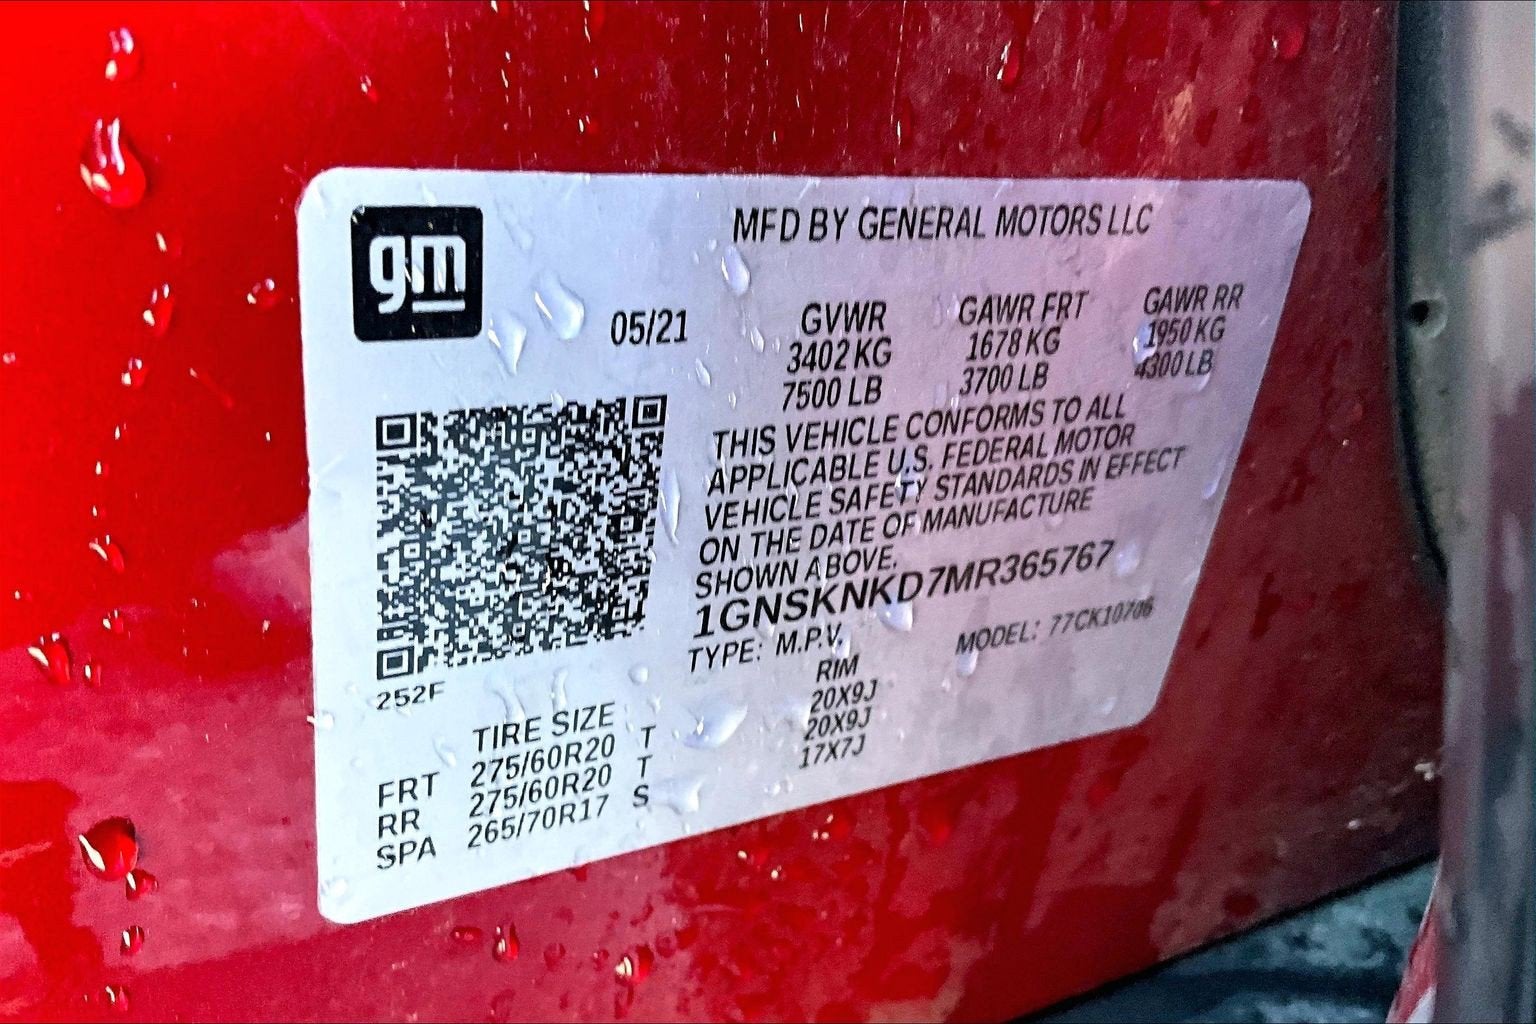 gm
MFD BY GENERAL MOTORS LLC
05/21
GVWR GAWR FRT GAWR RR
3402 KG 1678 KG 1950 KG
7500 LB 3700 LB 4300 LB
THIS VEHICLE CONFORMS TO ALL
APPLICABLE U.S. FEDERAL MOTOR
VEHICLE SAFETY STANDARDS IN EFFECT
ON THE DATE OF MANUFACTURE
SHOWN ABOVE.
1GNSKNKD7MR365767
TYPE: M.P.V. MODEL: 77CK10706
252F
TIRE SIZE RIM
FRT 275/60R20 T 20X9J
RR 275/60R20 T 20X9J
SPA 265/70R17 S 17X7J